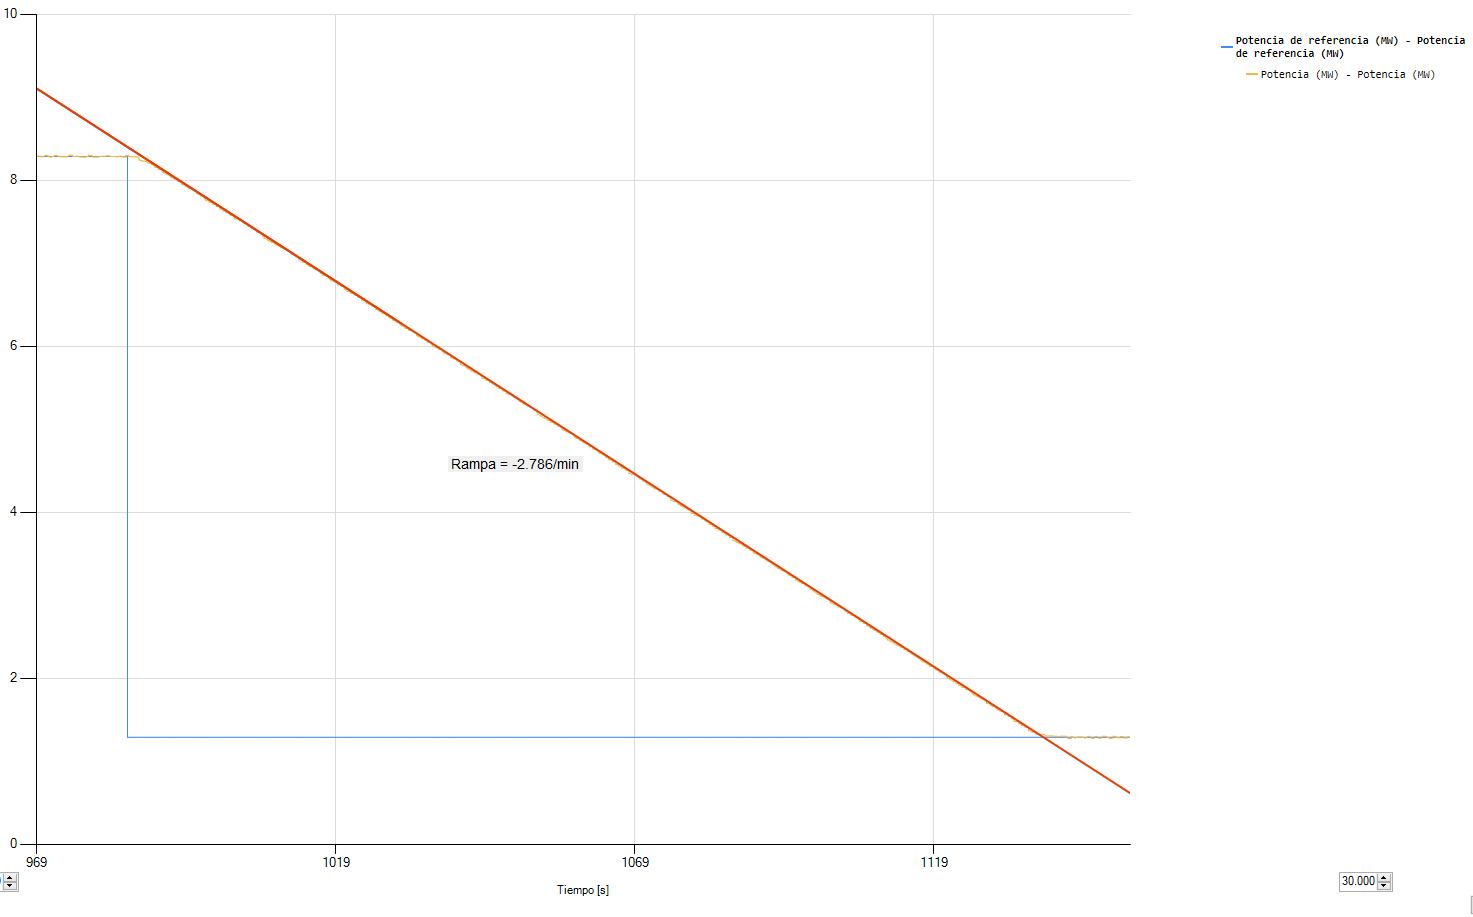 10
Potencia de referencia (MW) - Potencia
de referencia (MW)
Potencia (MW) - Potencia (MW)
8
6
Rampa = -2.786/min
4
2
0
969
1019
1069
1119
30.000
Tiempo [s]